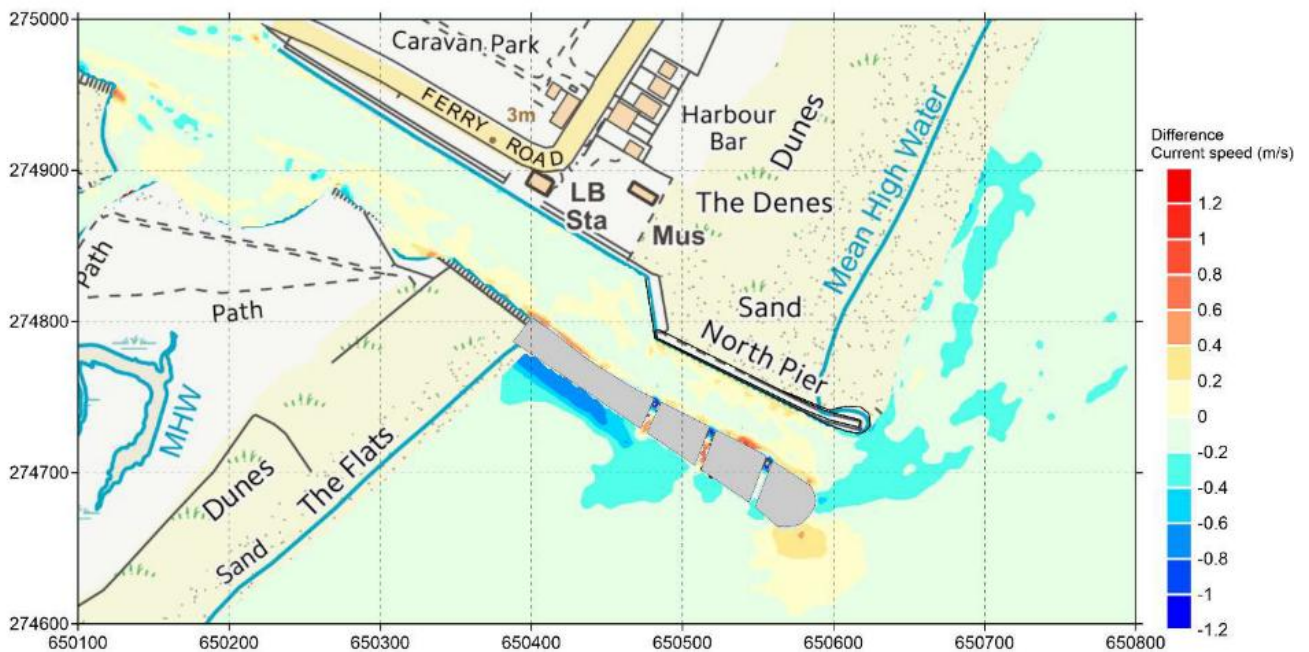 275000
274900
274800
274700
274600
650100
650200
650300
650400
650500
650600
650700
650800
Caravan Park
FERRY ROAD
3m
LB
Sta
Mus
Harbour
Bar
Dunes
The Denes
Mean High Water
Sand
North Pier
Path
Path
MHW
Dunes
The Flats
Sand
Difference
Current speed (m/s)
1.2
1
0.8
0.6
0.4
0.2
0
-0.2
-0.4
-0.6
-0.8
-1
-1.2